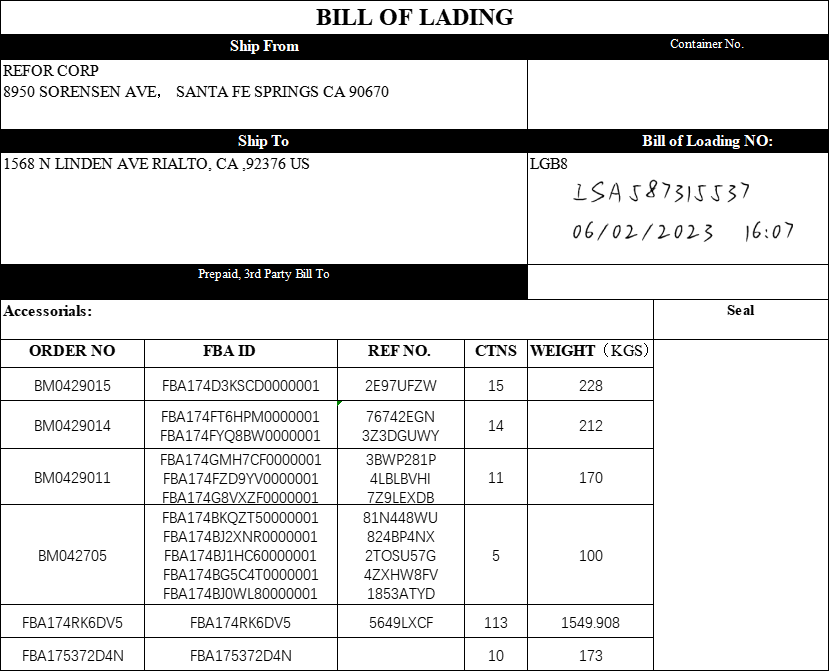 BILL OF LADING
Ship From
Container No.
REFOR CORP
8950 SORENSEN AVE， SANTA FE SPRINGS CA 90670
Ship To
Bill of Loading NO:
1568 N LINDEN AVE RIALTO, CA ,92376 US
LGB8
ISA587315537
06/02/2023 16:07
Prepaid, 3rd Party Bill To
Accessorials:
Seal
ORDER NO FBA ID REF NO. CTNS WEIGHT（KGS）
BM0429015 FBA174D3KSCD0000001 2E97UFZW 15 228
BM0429014 FBA174FT6HPM0000001 76742EGN 14 212
FBA174FYQ8BW0000001 3Z3DGUWY
BM0429011 FBA174GMH7CF0000001 3BWP281P 11 170
FBA174FZD9YV0000001 4LBLBVHI
FBA174G8VXZF0000001 7Z9LEXDB
BM042705 FBA174BKQZT50000001 81N448WU 5 100
FBA174BJ2XNR0000001 824BP4NX
FBA174BJ1HC60000001 2TOSU57G
FBA174BG5C4T0000001 4ZXHW8FV
FBA174BJ0WL80000001 1853ATYD
FBA174RK6DV5 FBA174RK6DV5 5649LXCF 113 1549.908
FBA175372D4N FBA175372D4N 10 173